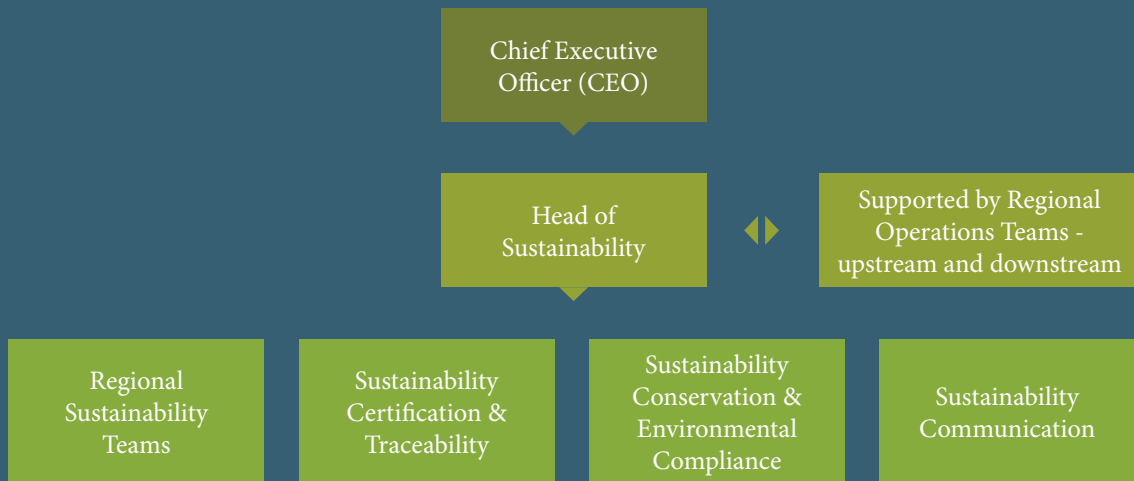 Chief Executive
Officer (CEO)
Head of
Sustainability
Supported by Regional
Operations Teams -
upstream and downstream
Regional
Sustainability
Teams
Sustainability
Certification &
Traceability
Sustainability
Conservation &
Environmental
Compliance
Sustainability
Communication